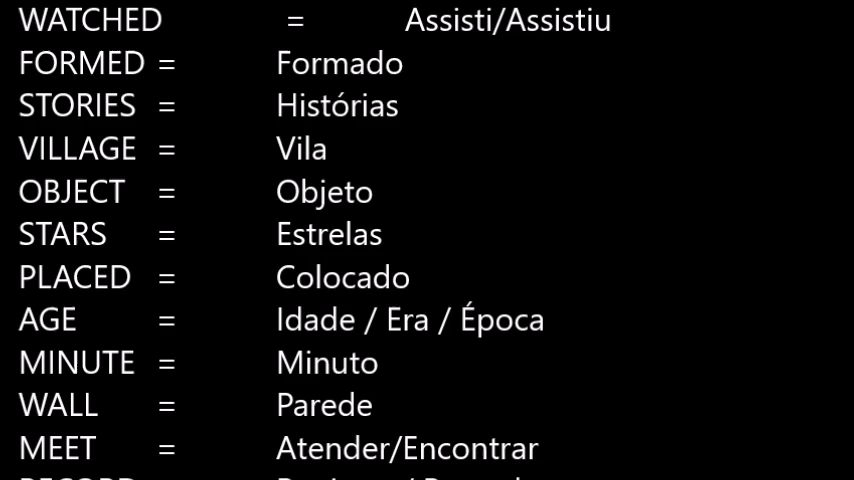 WATCHED = Assisti/Assistiu
FORMED = Formado
STORIES = Histórias
VILLAGE = Vila
OBJECT = Objeto
STARS = Estrelas
PLACED = Colocado
AGE = Idade / Era / Época
MINUTE = Minuto
WALL = Parede
MEET = Atender/Encontrar